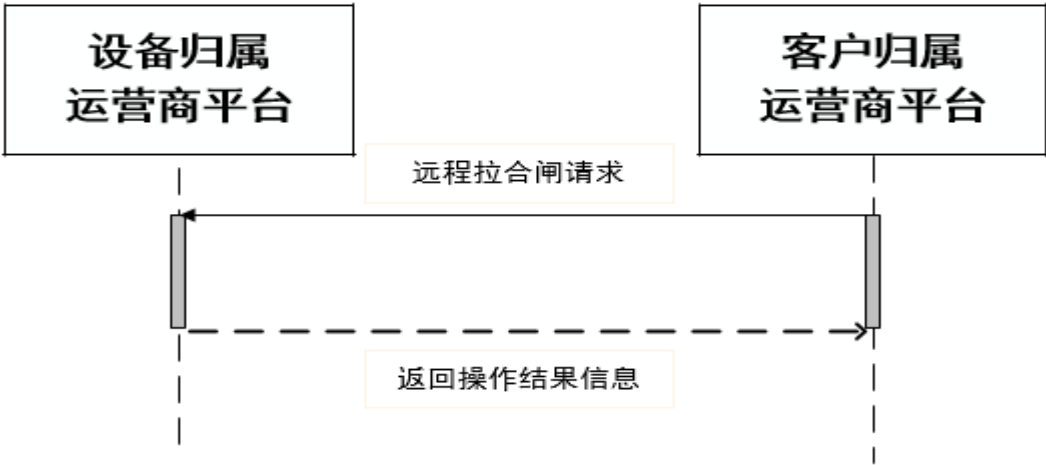 设备归属
运营商平台
客户归属
运营商平台
远程拉合闸请求
返回操作结果信息